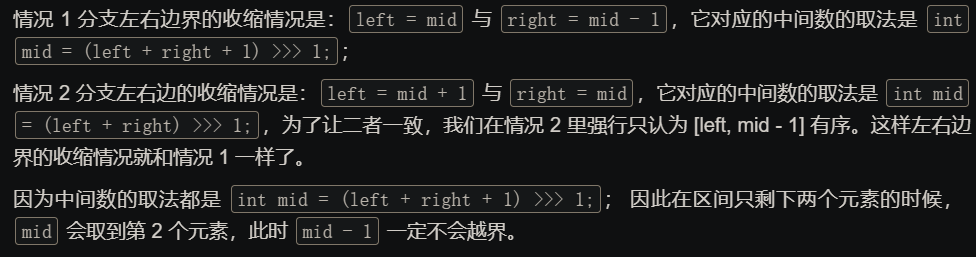 情况 1 分支左右边界的收缩情况是： left = mid 与 right = mid - 1 ，它对应的中间数的取法是 int
mid = (left + right + 1) >>> 1; ；
情况 2 分支左右边的收缩情况是： left = mid + 1 与 right = mid ，它对应的中间数的取法是 int mid
= (left + right) >>> 1; ，为了让二者一致，我们在情况 2 里强行只认为 [left, mid - 1] 有序。这样左右边
界的收缩情况就和情况 1 一样了。
因为中间数的取法都是 int mid = (left + right + 1) >>> 1; ； 因此在区间只剩下两个元素的时候，
mid 会取到第 2 个元素，此时 mid - 1 一定不会越界。